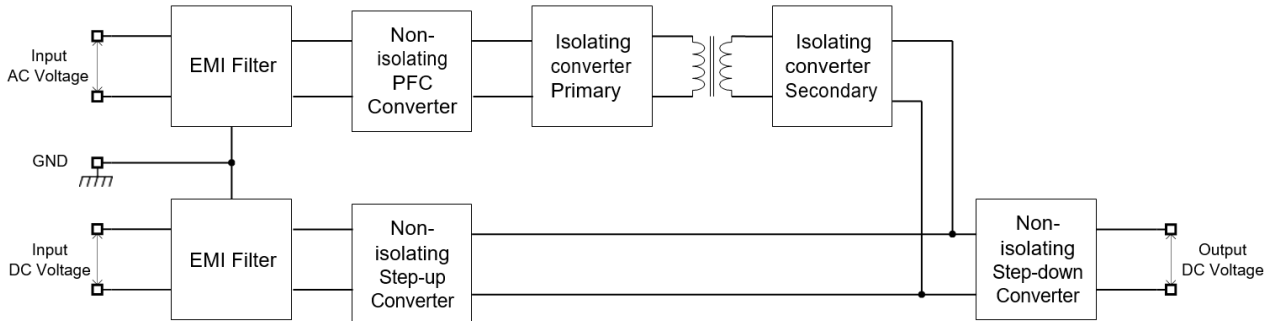 Input
AC Voltage
EMI Filter
Non-
isolating
PFC
Converter
Isolating
converter
Primary
Isolating
converter
Secondary
GND
Input
DC Voltage
EMI Filter
Non-
isolating
Step-up
Converter
Non-
isolating
Step-down
Converter
Output
DC Voltage